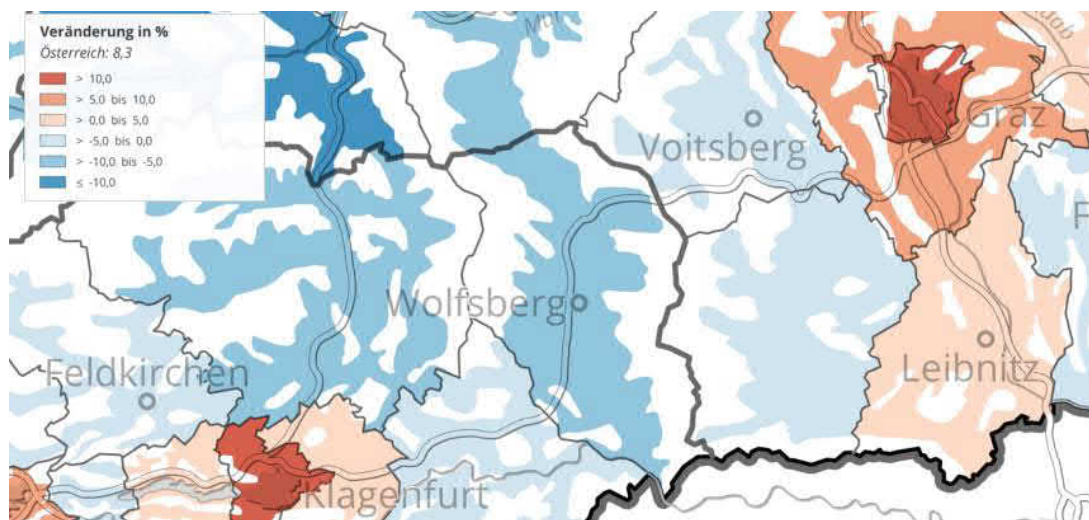 Veränderung in %
Österreich: 8,3
> 10,0
> 5,0 bis 10,0
> 0,0 bis 5,0
> -5,0 bis 0,0
> -10,0 bis -5,0
≤ -10,0
Graz
Voitsberg
F
Wolfsberg
Feldkirchen
Leibnitz
Klagenfurt